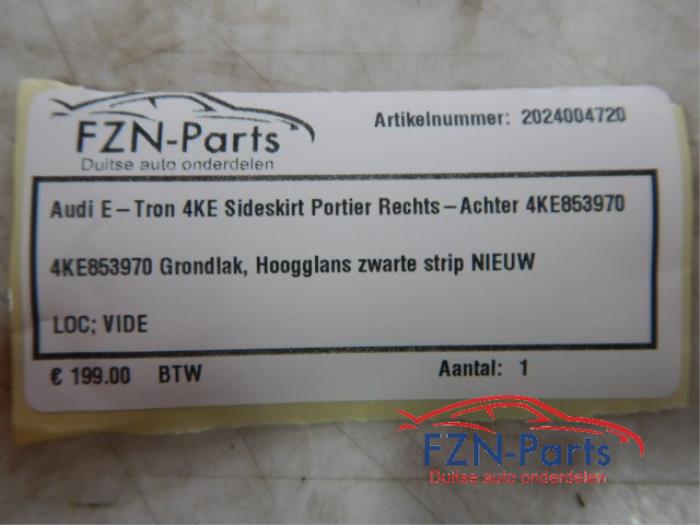 FZN-Parts
Duitse auto onderdelen
Artikelnummer: 2024004720
Audi E-Tron 4KE Sideskirt Portier Rechts-Achter 4KE853970
4KE853970 Grondlak, Hoogglans zwarte strip NIEUW
LOC; VIDE
€ 199.00 BTW
Aantal: 1
FZN-Parts
Duitse auto onderdelen